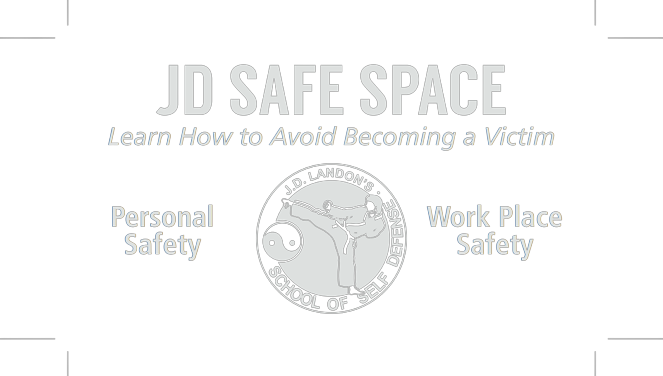 JD SAFE SPACE
Learn How to Avoid Becoming a Victim
J.D. LANDON'S
SCHOOL OF SELF DEFENSE
Personal
Safety
Work Place
Safety